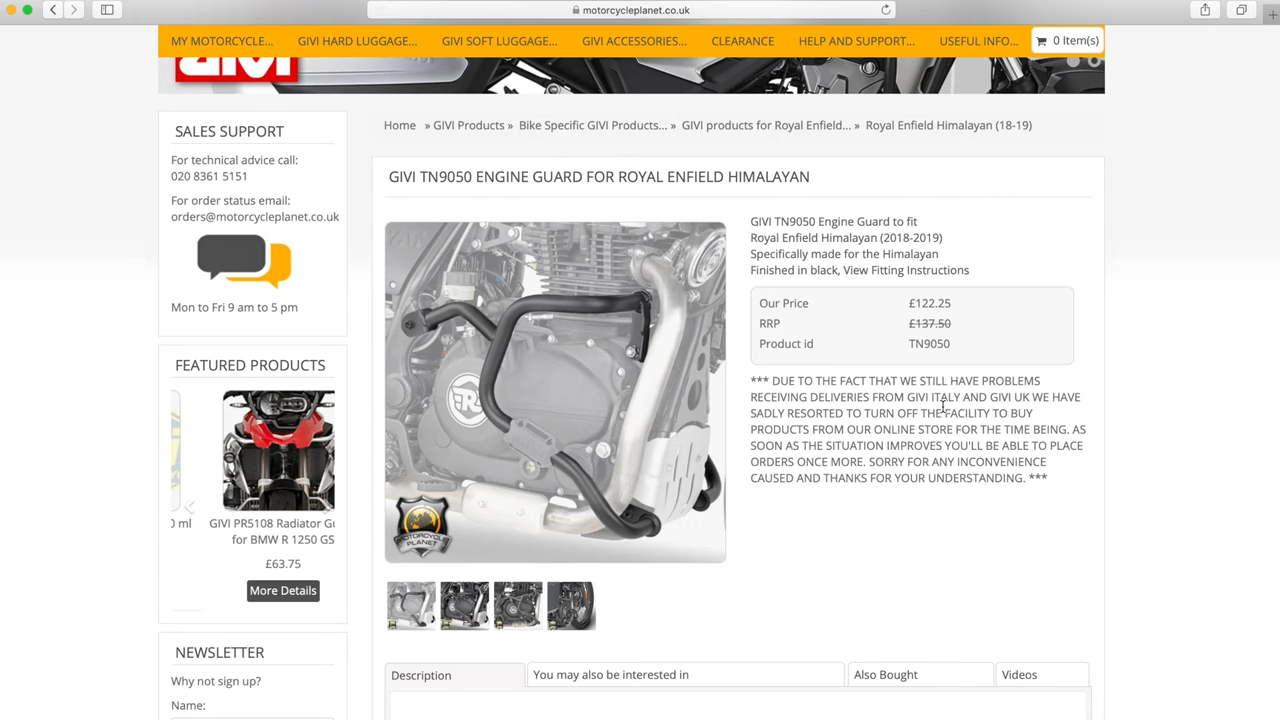 motorcycleplanet.co.uk
MY MOTORCYCLE... GIVI HARD LUGGAGE... GIVI SOFT LUGGAGE... GIVI ACCESSORIES... CLEARANCE HELP AND SUPPORT... USEFUL INFO... 0 Item(s)
GIVI
SALES SUPPORT
For technical advice call:
020 8361 5151
For order status email:
orders@motorcycleplanet.co.uk
Mon to Fri 9 am to 5 pm
FEATURED PRODUCTS
0 ml
GIVI PR5108 Radiator Gu
for BMW R 1250 GS
£63.75
More Details
NEWSLETTER
Why not sign up?
Name:
Home » GIVI Products » Bike Specific GIVI Products... » GIVI products for Royal Enfield... » Royal Enfield Himalayan (18-19)
GIVI TN9050 ENGINE GUARD FOR ROYAL ENFIELD HIMALAYAN
MOTORCYCLE
PLANET
GIVI TN9050 Engine Guard to fit
Royal Enfield Himalayan (2018-2019)
Specifically made for the Himalayan
Finished in black, View Fitting Instructions
Our Price £122.25
RRP £137.50
Product id TN9050
*** DUE TO THE FACT THAT WE STILL HAVE PROBLEMS
RECEIVING DELIVERIES FROM GIVI ITALY AND GIVI UK WE HAVE
SADLY RESORTED TO TURN OFF THE FACILITY TO BUY
PRODUCTS FROM OUR ONLINE STORE FOR THE TIME BEING. AS
SOON AS THE SITUATION IMPROVES YOU'LL BE ABLE TO PLACE
ORDERS ONCE MORE. SORRY FOR ANY INCONVENIENCE
CAUSED AND THANKS FOR YOUR UNDERSTANDING. ***
Description You may also be interested in Also Bought Videos